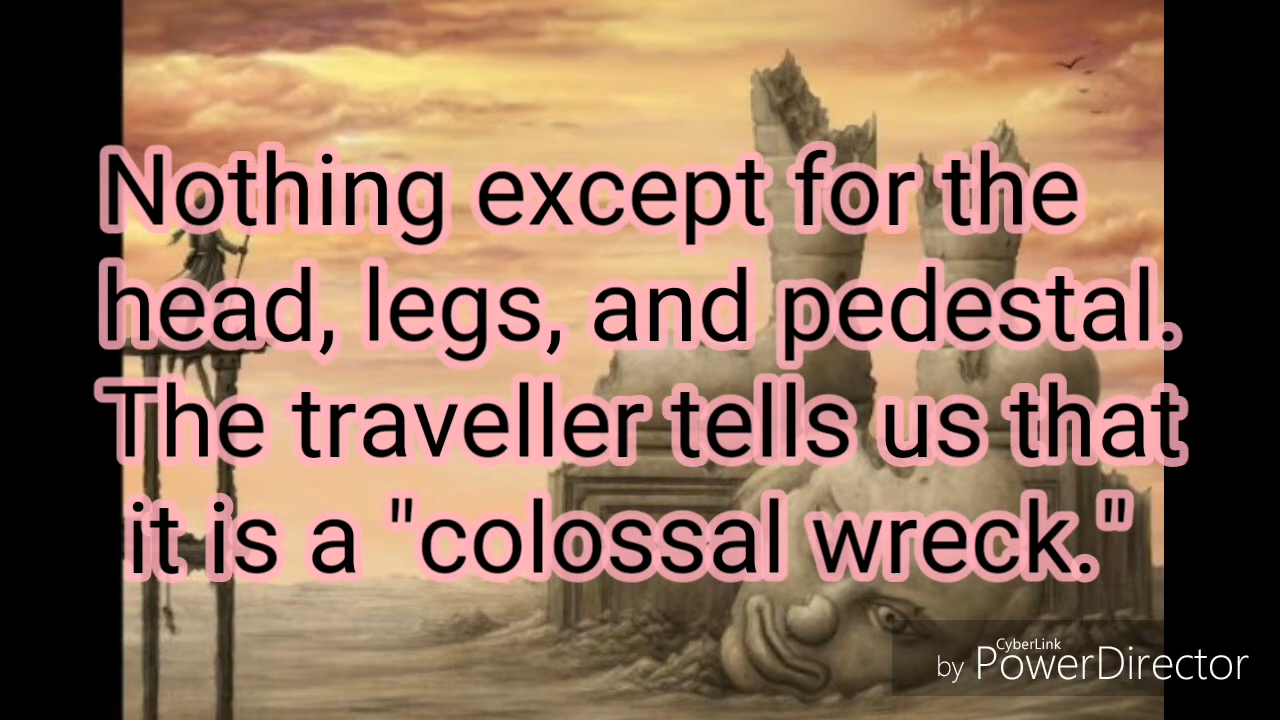 Nothing except for the
head, legs, and pedestal.
The traveller tells us that
it is a "colossal wreck."
CyberLink
by PowerDirector